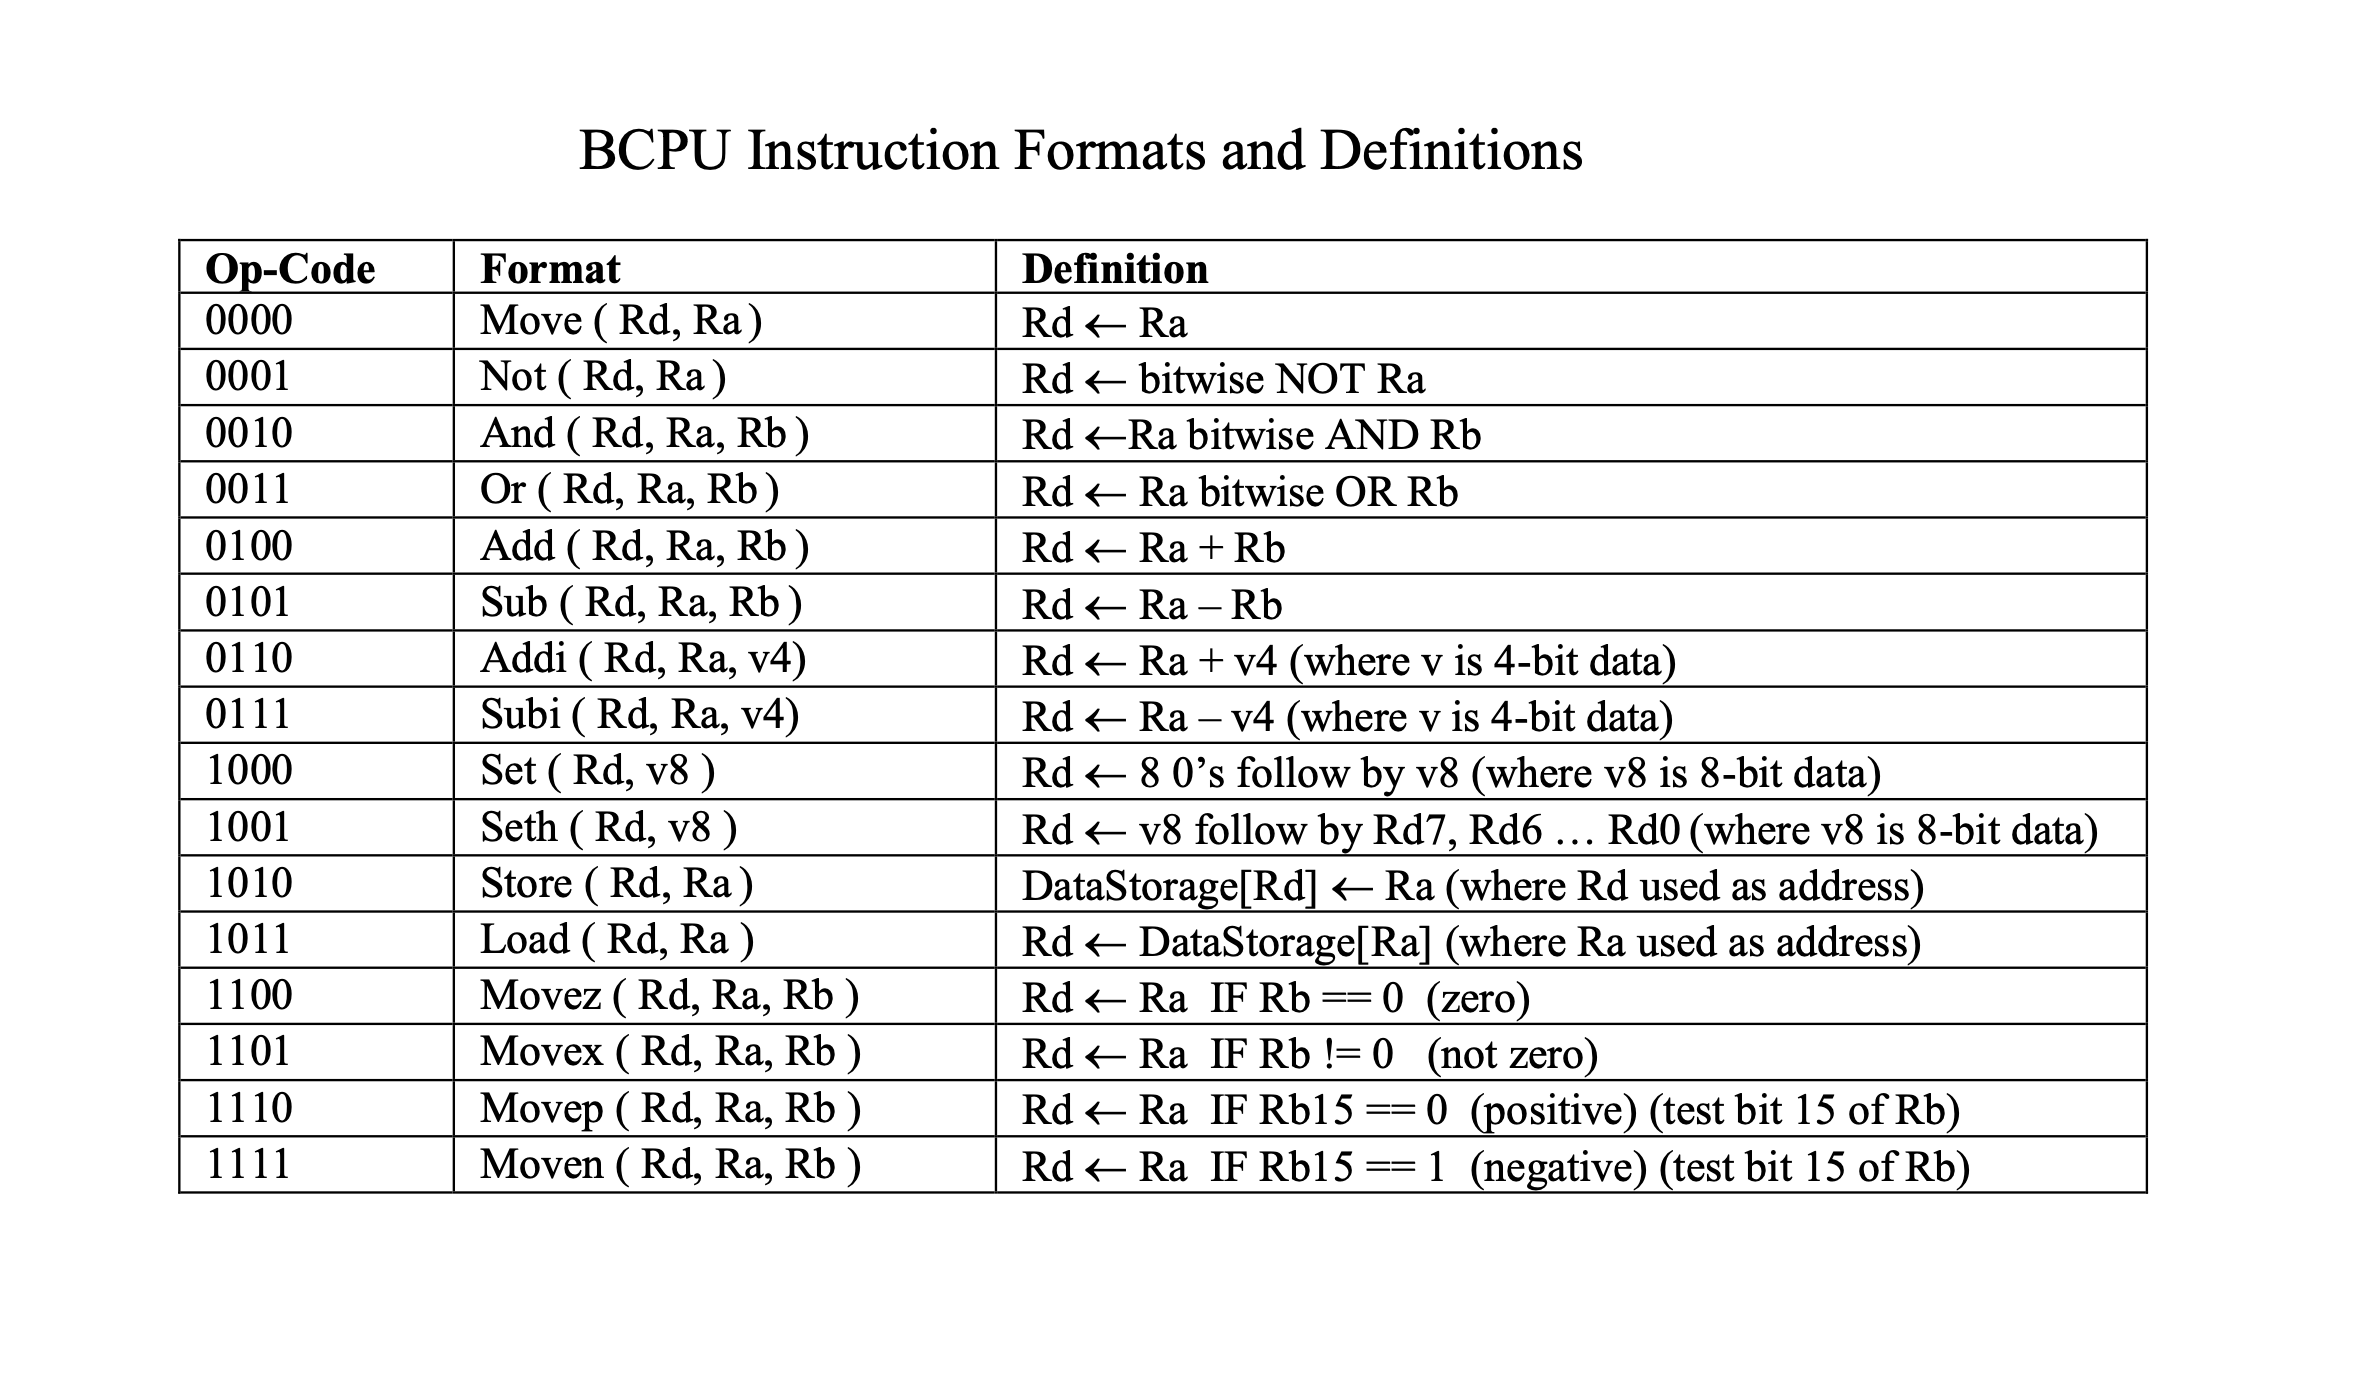 BCPU Instruction Formats and Definitions
Op-Code Format Definition
0000 Move ( Rd, Ra ) Rd ← Ra
0001 Not ( Rd, Ra ) Rd ← bitwise NOT Ra
0010 And ( Rd, Ra, Rb ) Rd ←Ra bitwise AND Rb
0011 Or ( Rd, Ra, Rb ) Rd ← Ra bitwise OR Rb
0100 Add ( Rd, Ra, Rb ) Rd ← Ra + Rb
0101 Sub ( Rd, Ra, Rb ) Rd ← Ra – Rb
0110 Addi ( Rd, Ra, v4) Rd ← Ra + v4 (where v is 4-bit data)
0111 Subi ( Rd, Ra, v4) Rd ← Ra – v4 (where v is 4-bit data)
1000 Set ( Rd, v8 ) Rd ← 8 0’s follow by v8 (where v8 is 8-bit data)
1001 Seth ( Rd, v8 ) Rd ← v8 follow by Rd7, Rd6 … Rd0 (where v8 is 8-bit data)
1010 Store ( Rd, Ra ) DataStorage[Rd] ← Ra (where Rd used as address)
1011 Load ( Rd, Ra ) Rd ← DataStorage[Ra] (where Ra used as address)
1100 Movez ( Rd, Ra, Rb ) Rd ← Ra IF Rb == 0 (zero)
1101 Movex ( Rd, Ra, Rb ) Rd ← Ra IF Rb != 0 (not zero)
1110 Movep ( Rd, Ra, Rb ) Rd ← Ra IF Rb15 == 0 (positive) (test bit 15 of Rb)
1111 Moven ( Rd, Ra, Rb ) Rd ← Ra IF Rb15 == 1 (negative) (test bit 15 of Rb)